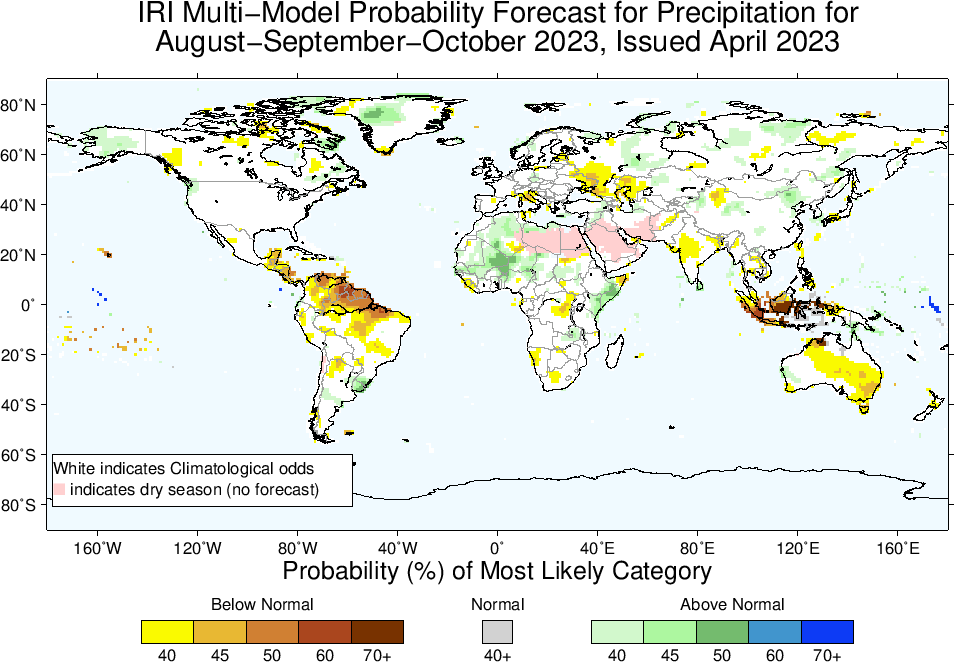 IRI Multi−Model Probability Forecast for Precipitation for
August−September−October 2023, Issued April 2023
80˚N
60˚N
40˚N
20˚N
0˚
20˚S
40˚S
60˚S
80˚S
White indicates Climatological odds
indicates dry season (no forecast)
160˚W 120˚W 80˚W 40˚W 0˚ 40˚E 80˚E 120˚E 160˚E
Probability (%) of Most Likely Category
Below Normal Normal Above Normal
40 45 50 60 70+ 40+ 40 45 50 60 70+